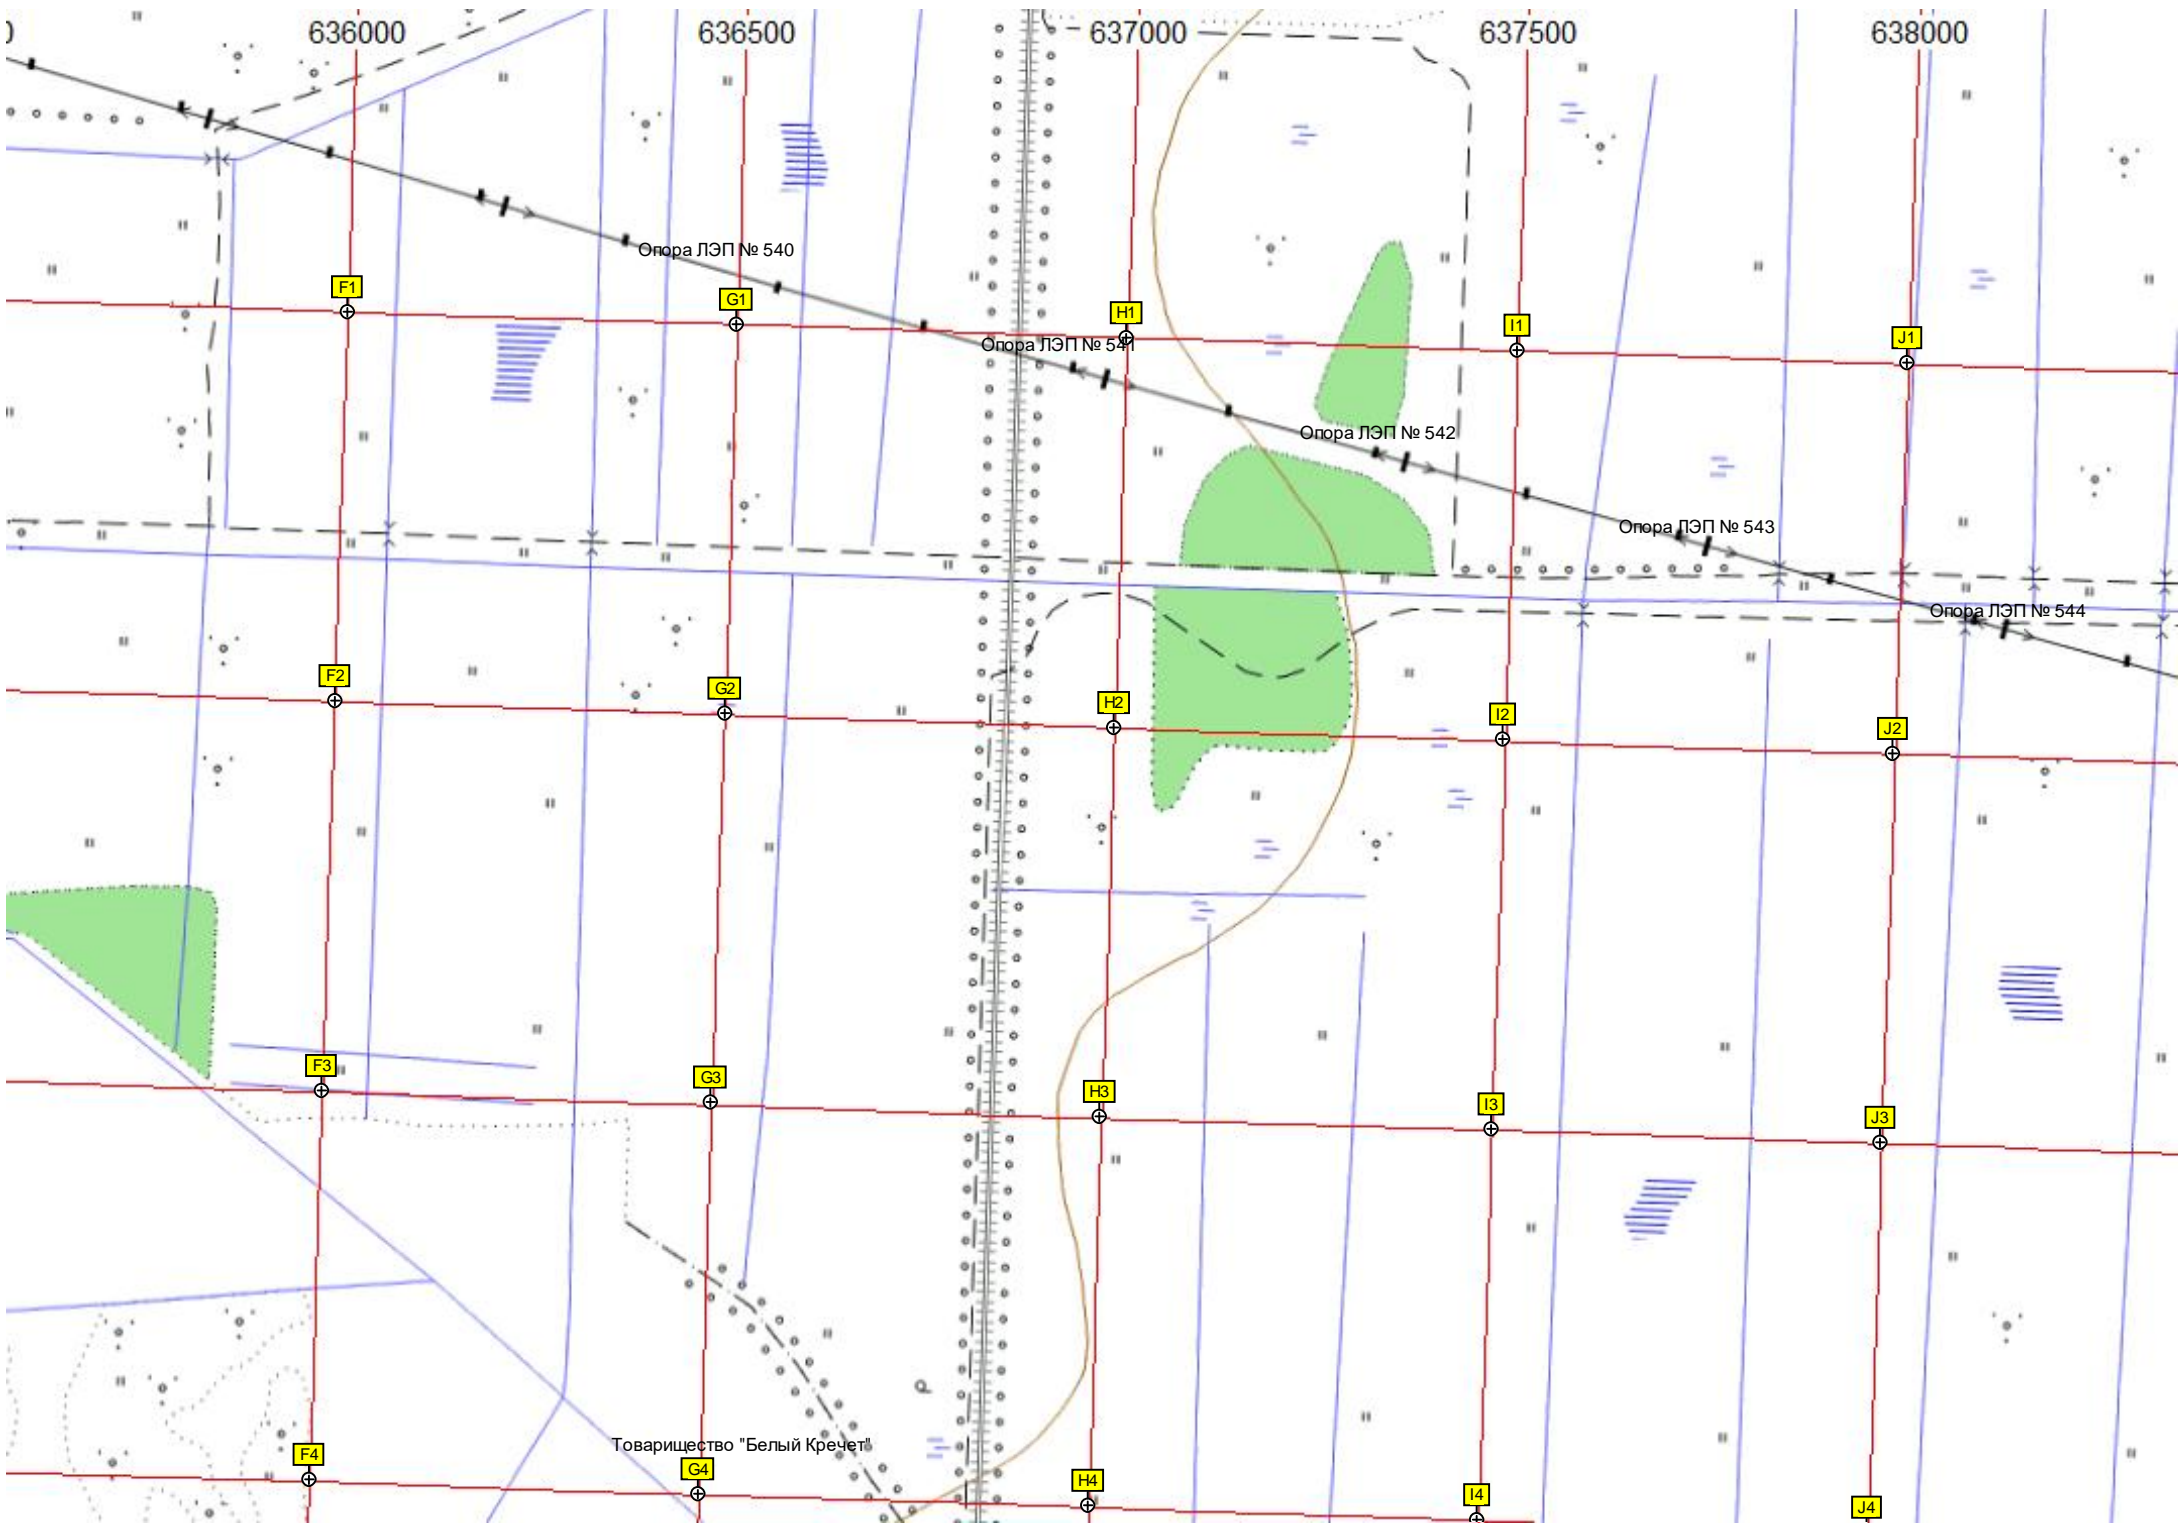 0 636000 636500 637000 637500 638000
Опора ЛЭП № 540
F1 G1 H1 I1 J1
Опора ЛЭП № 541
Опора ЛЭП № 542
Опора ЛЭП № 543
Опора ЛЭП № 544
F2 G2 H2 I2 J2
F3 G3 H3 I3 J3
р
Товарищество "Белый Кречет"
F4 G4 H4 I4 J4